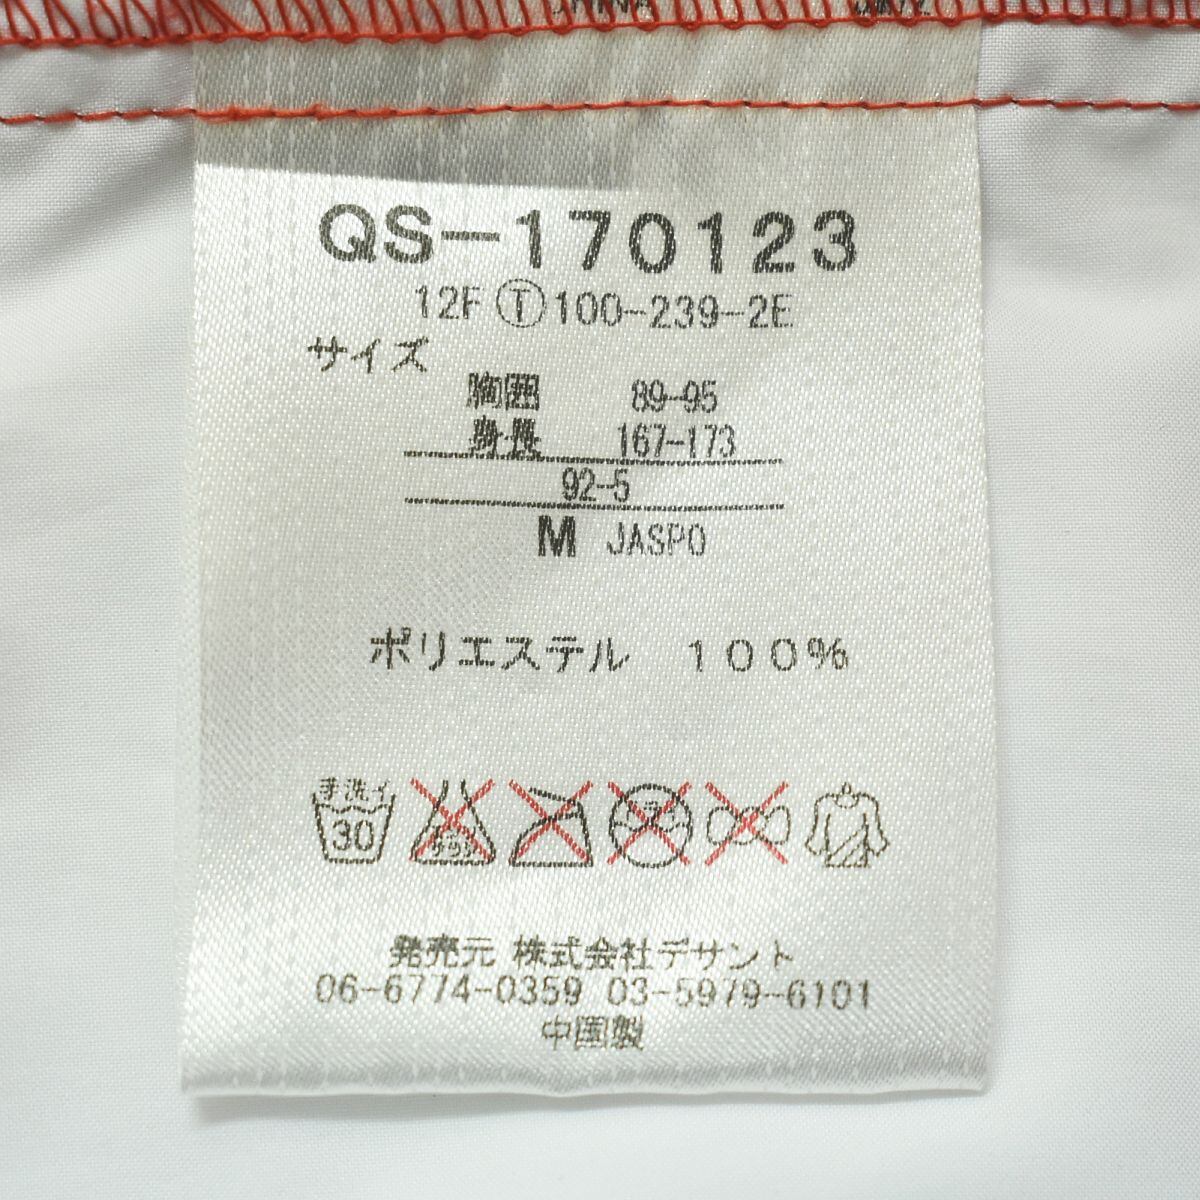 QS-170123
12F Ⓣ100-239-2E
サイズ
胸囲 89-95
身長 167-173
92-5
M JASPO
ポリエステル 100%
手洗イ
30
発売元 株式会社デサント
06-6774-0359 03-5979-6101
中国製